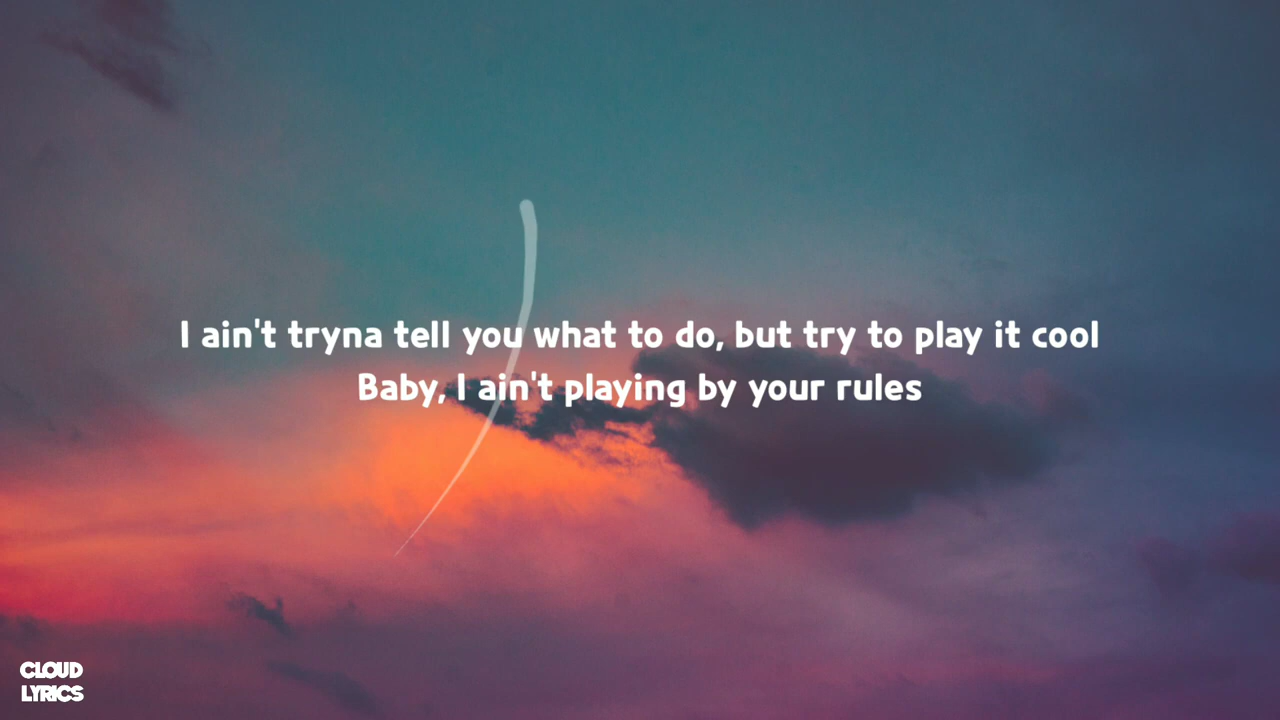 I ain't tryna tell you what to do, but try to play it cool
Baby, I ain't playing by your rules
CLOUD
LYRICS